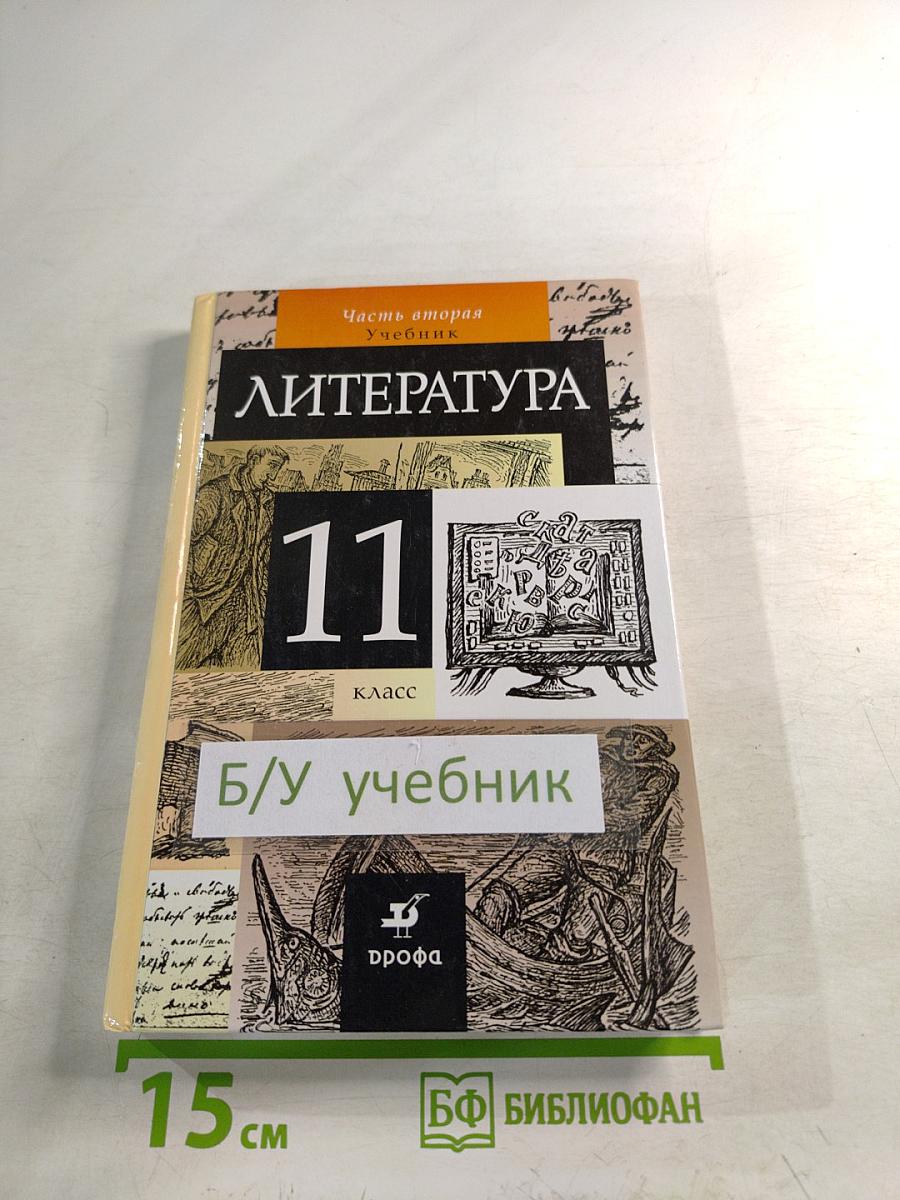 Часть вторая
Учебник
ЛИТЕРАТУРА
11
класс
Б/У учебник
дрофа
15 см
БФ БИБЛИОФАН